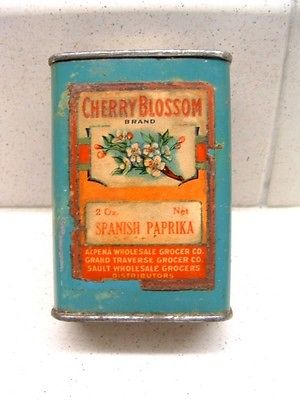 CHERRY BLOSSOM
BRAND
2 Oz. Net
SPANISH PAPRIKA
ALPENA WHOLESALE GROCER CO.
GRAND TRAVERSE GROCER CO.
SAULT WHOLESALE GROCERS
DISTRIBUTORS